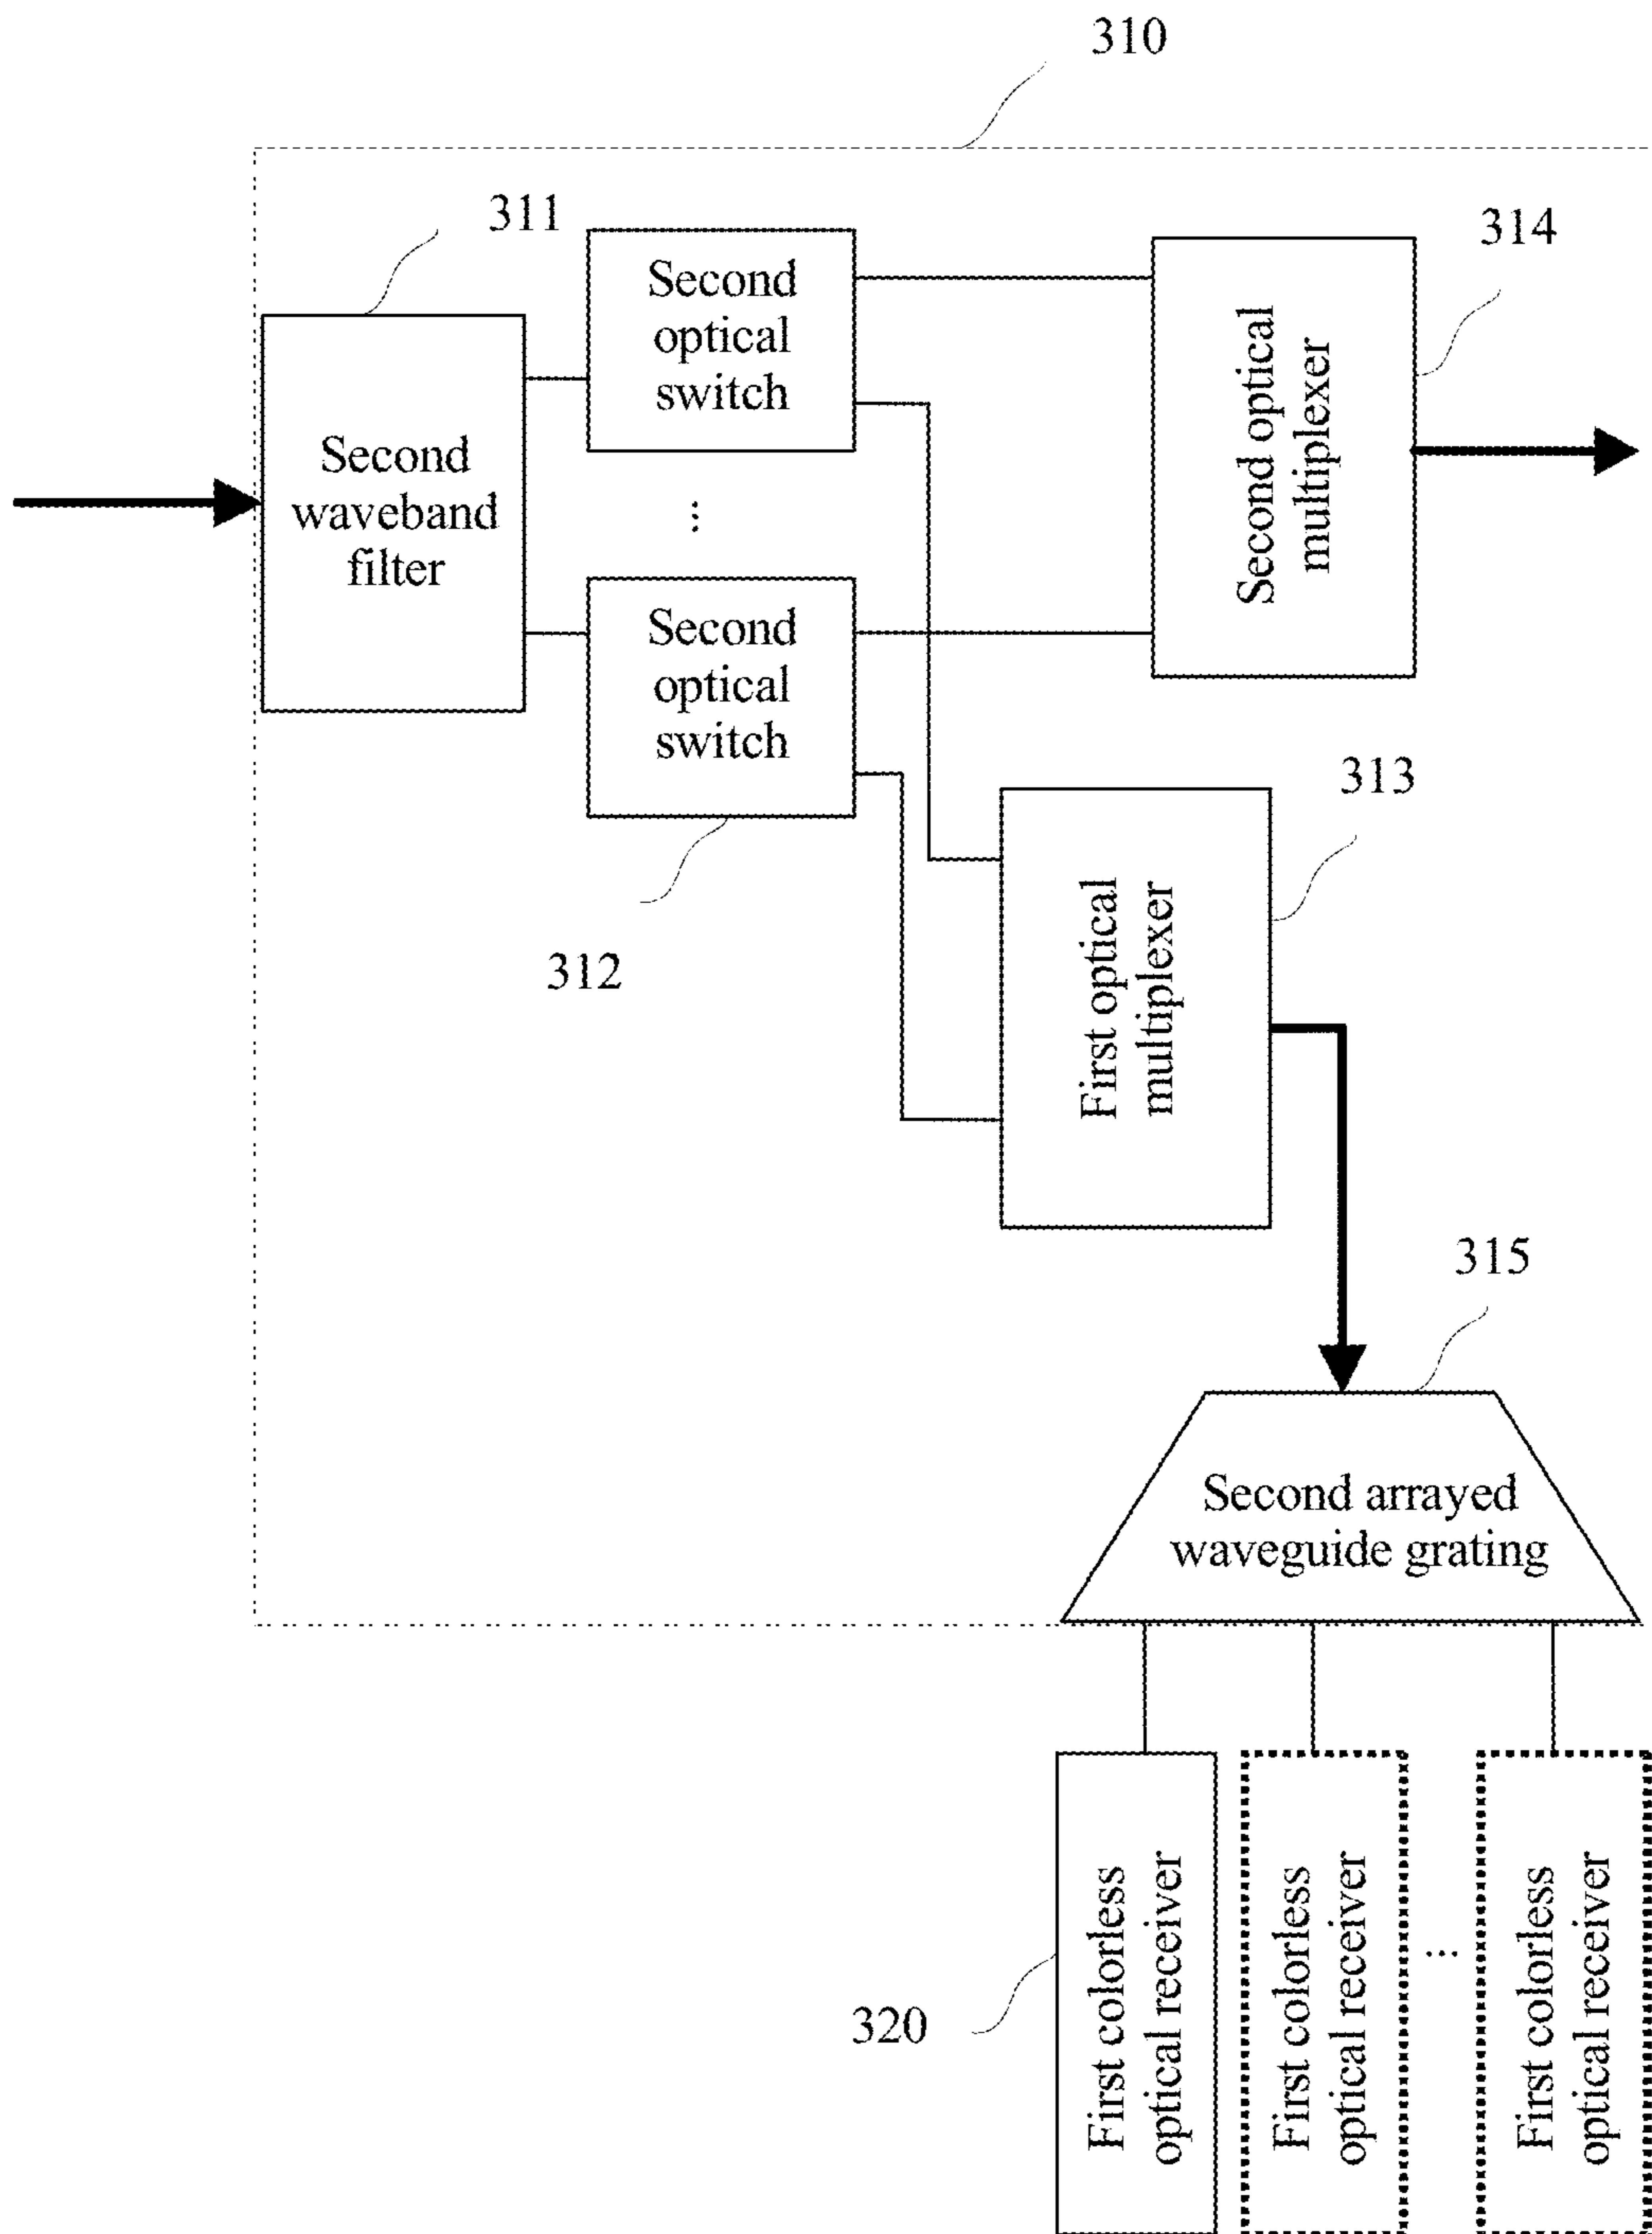 310
311
Second
optical
switch
314
Second
waveband
filter
...
Second optical
multiplexer
Second
optical
switch
312
313
First optical
multiplexer
315
Second arrayed
waveguide grating
320
First colorless
optical receiver
First colorless
optical receiver
...
First colorless
optical receiver